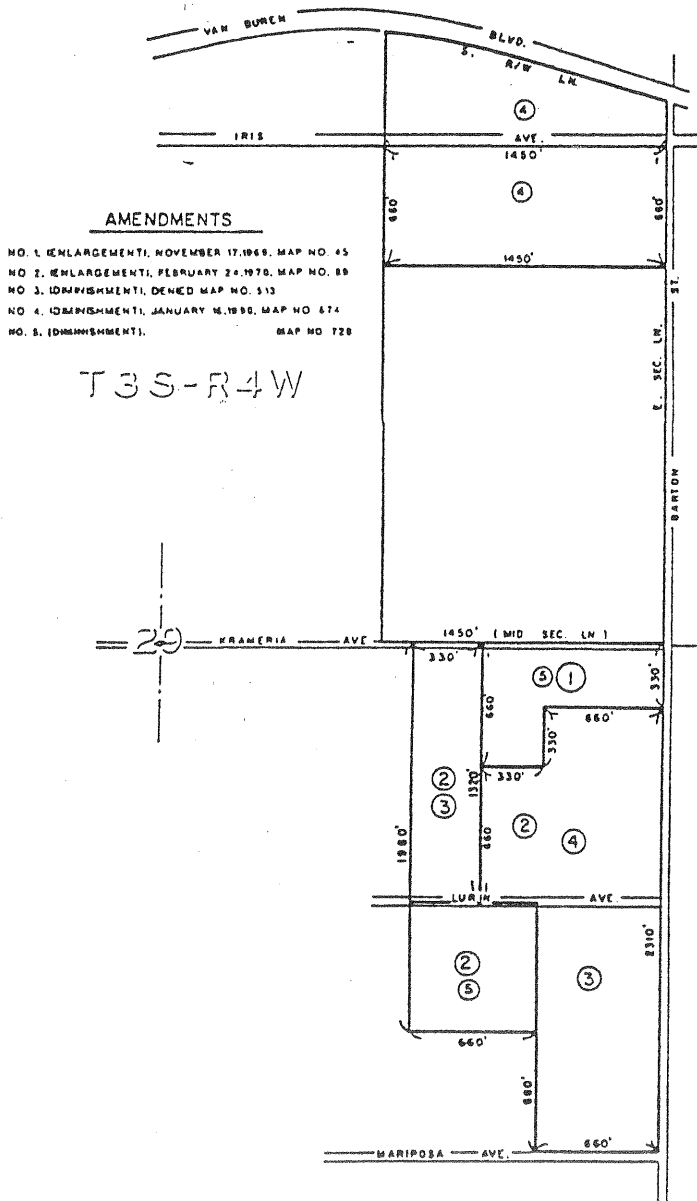 VAN BUREN BLVD.
S. R/W LN.
④
IRIS AVE.
1450'
④
660'
660'
1450'
AMENDMENTS
NO. 1. (ENLARGEMENT), NOVEMBER 17, 1969, MAP NO. 45
NO 2. (ENLARGEMENT), FEBRUARY 24, 1970, MAP NO. 89
NO 3. (DIMINISHMENT), DENIED MAP NO. 513
NO 4. (DIMINISHMENT), JANUARY 16, 1990, MAP NO 674
NO. 5. (DIMINISHMENT). MAP NO 728
T3S-R4W
E. SEC. LN.
BARTON ST.
29
KRAMERIA AVE
1450' (MID SEC. LN)
330'
⑤ ①
330'
660'
660'
330'
330'
②
③
1320'
1980'
660
②
④
LURIN AVE.
2310'
②
⑤
③
660'
660'
660'
MARIPOSA AVE.